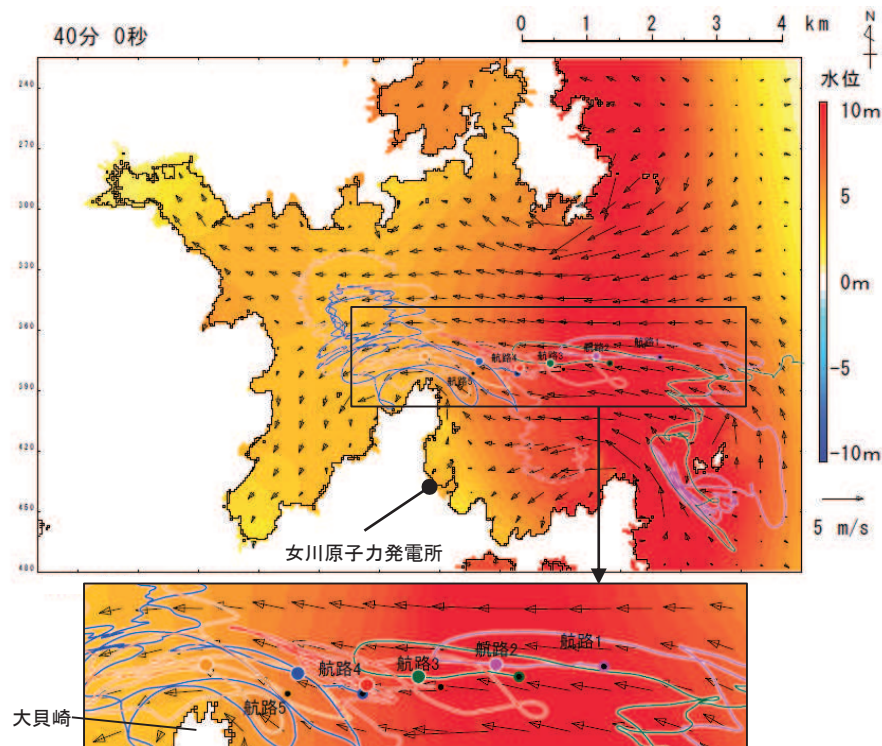 40分 0秒
0 1 2 3 4 km
N
水位
10m
5
0m
-5
-10m
5 m/s
240
270
300
330
360
390
420
450
480
航路1
航路2
航路3
航路4
航路5
女川原子力発電所
航路1
航路2
航路3
航路4
航路5
大貝崎